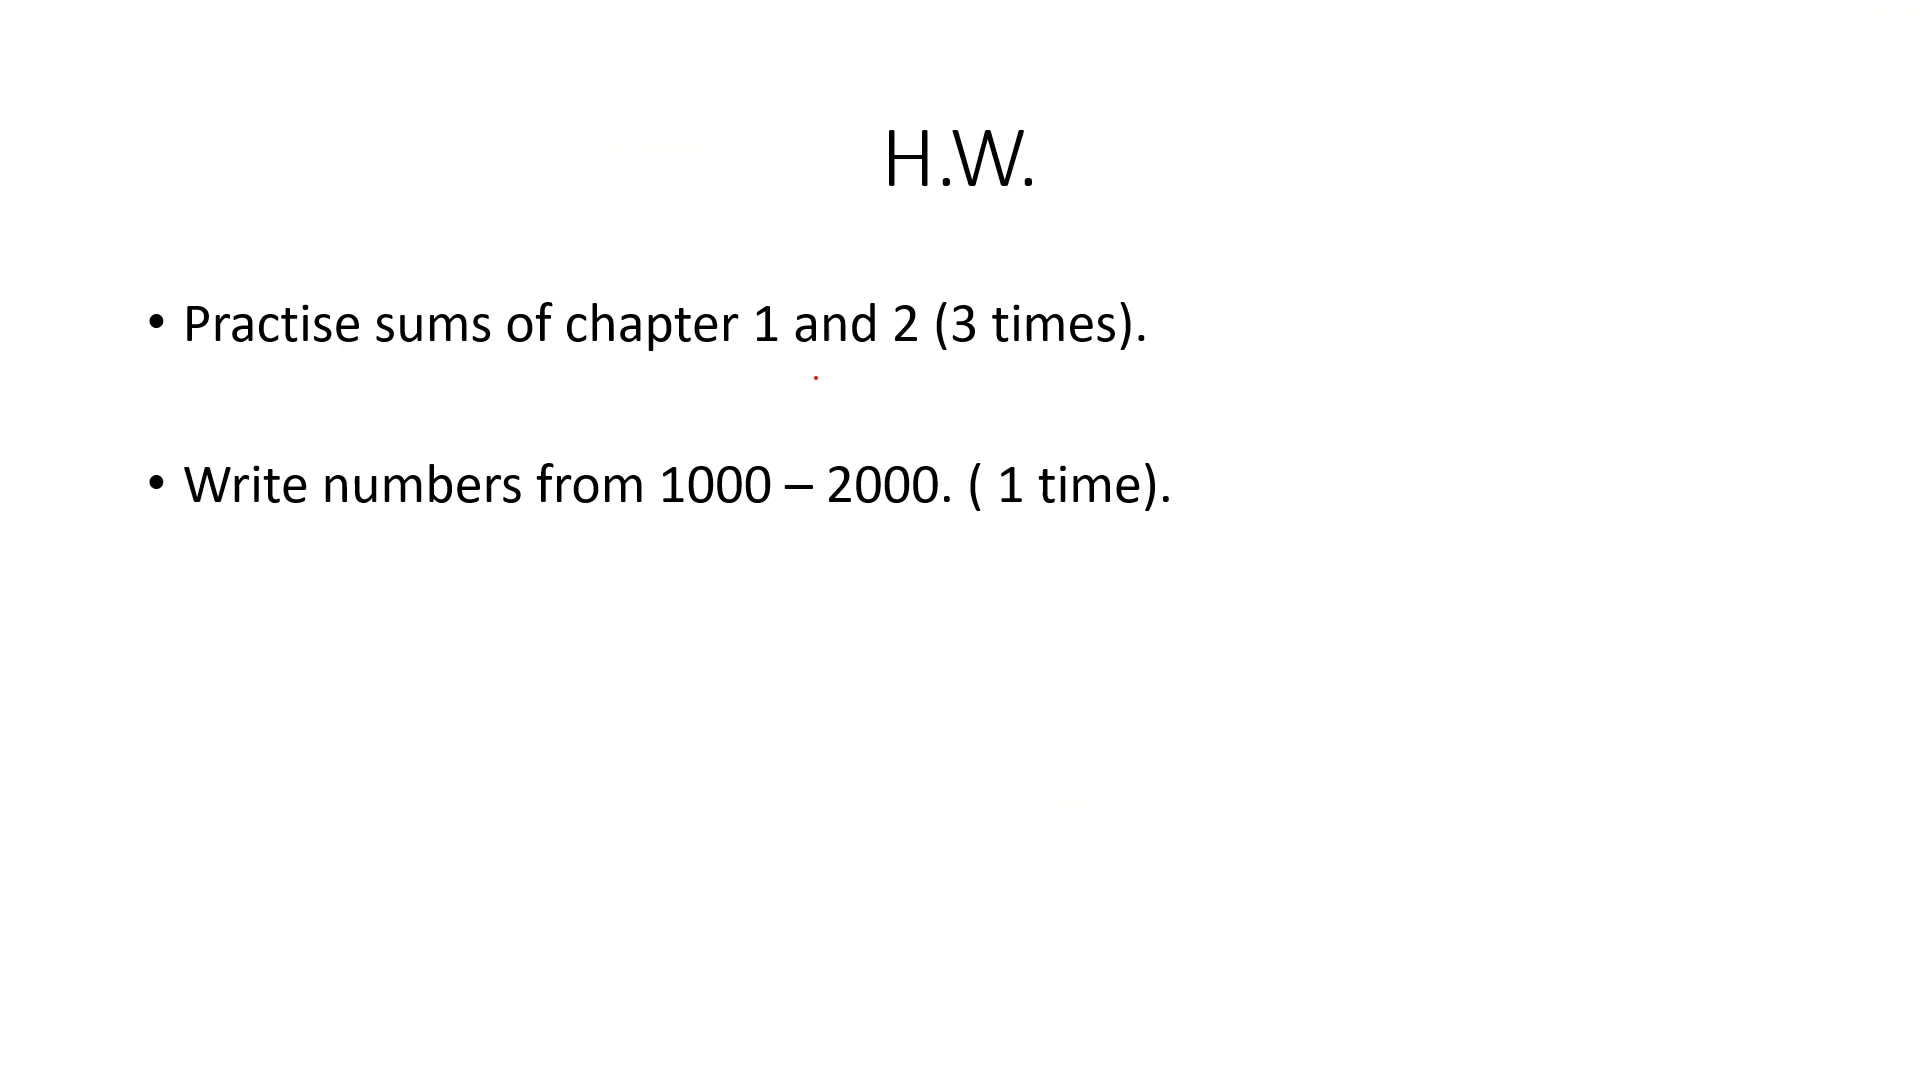 H.W.
• Practise sums of chapter 1 and 2 (3 times).
• Write numbers from 1000 – 2000. ( 1 time).